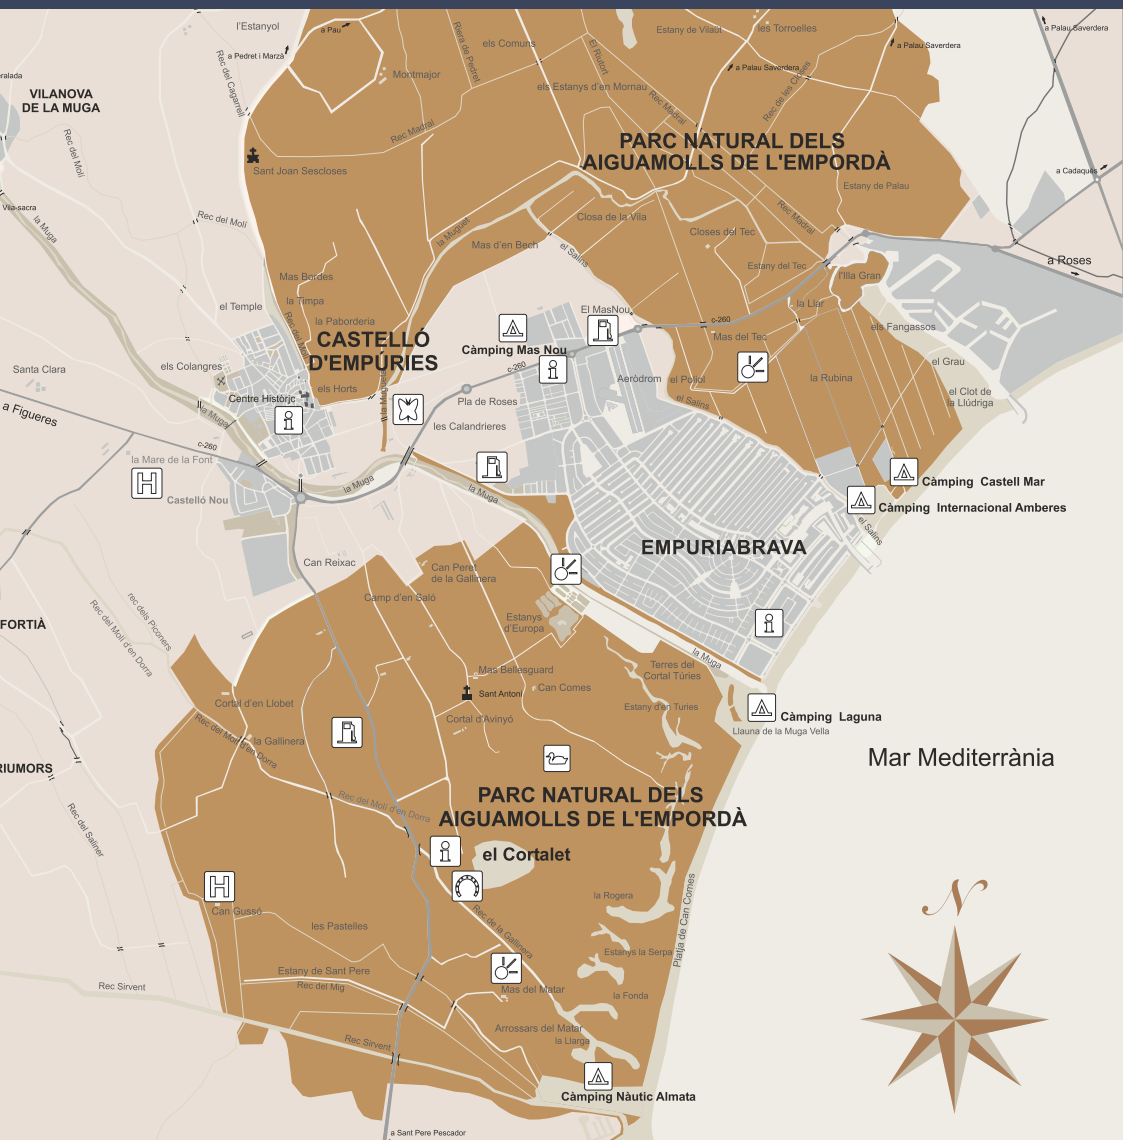 l'Estanyol
a Pau
a Pedret i Marzà
Rec del Cagarrell
Riera de Pedret
els Comuns
El Riufort
Estany de Vilaüt
les Torroelles
a Palau Saverdera
a Palau Saverdera
a Palau Saverdera
Montmajor
els Estanys d'en Mornau
Rec Madral
Rec de les Closes
VILANOVA
DE LA MUGA
Rec del Molí
Rec Madral
PARC NATURAL DELS
AIGUAMOLLS DE L'EMPORDÀ
Sant Joan Sescloses
a Cadaqués
Estany de Palau
Vila-sacra
la Muga
Rec del Molí
la Muguet
Closa de la Vila
Rec Madral
Closes del Tec
Mas d'en Bech
el Salins
Estany del Tec
a Roses
Mas Bordes
l'Illa Gran
la Timpa
el Temple
la Paborderia
Rec del Molí
El MasNou
la Llar
c-260
els Fangassos
CASTELLÓ
D'EMPÚRIES
Càmping Mas Nou
Mas del Tec
els Colangres
Santa Clara
c-260
el Grau
els Horts
la Mugueta
Aeròdrom
el Poliol
la Rubina
el Clot de
la Llúdriga
Centre Històric
Pla de Roses
el Salins
a Figueres
la Muga
les Calandrieres
c-260
la Mare de la Font
la Muga
la Muga
Castelló Nou
Càmping Castell Mar
Càmping Internacional Amberes
el Salins
EMPURIABRAVA
Can Reixac
Can Peret
de la Gallinera
Camp d'en Saló
rec dels Piconers
Rec del Molí d'en Dorra
FORTIÀ
Estanys
d'Europa
la Muga
Mas Bellesguard
Terres del
Cortal Túries
Sant Antoni
Can Comes
Cortal d'en Llobet
Estany d'en Turies
Cortal d'Avinyó
Càmping Laguna
Llauna de la Muga Vella
Rec del Molí d'en Dorra
la Gallinera
Mar Mediterrània
Rec del Molí d'en Dorra
PARC NATURAL DELS
AIGUAMOLLS DE L'EMPORDÀ
Rec del Saliner
el Cortalet
la Rogera
Platja de Can Comes
Can Gussó
les Pastelles
Rec de la Gallinera
Estanys la Serpa
Estany de Sant Pere
Rec del Mig
Rec Sirvent
Mas del Matar
la Fonda
Arrossars del Matar
la Llarga
Rec Sirvent
Càmping Nàutic Almata
a Sant Pere Pescador
N